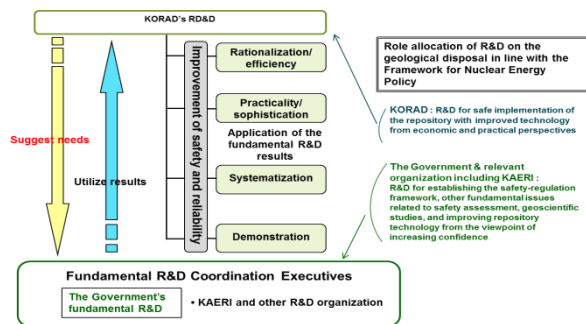 KORAD's RD&D
Rationalization/
efficiency
Practicality/
sophistication
Application of the
fundamental R&D
results
Systematization
Demonstration
Improvement of safety and reliability
Suggest needs
Utilize results
Role allocation of R&D on the
geological disposal in line with the
Framework for Nuclear Energy
Policy
KORAD : R&D for safe implementation of
the repository with improved technology
from economic and practical perspectives
The Government & relevant
organization including KAERI :
R&D for establishing the safety-regulation
framework, other fundamental issues
related to safety assessment, geoscientific
studies, and improving repository
technology from the viewpoint of
increasing confidence
Fundamental R&D Coordination Executives
The Government's
fundamental R&D
• KAERI and other R&D organization